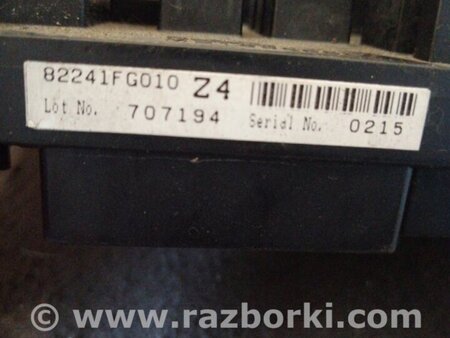 82241FG010 Z4
Lot No. 707194 Serial No. 0215
© www.razborki.com